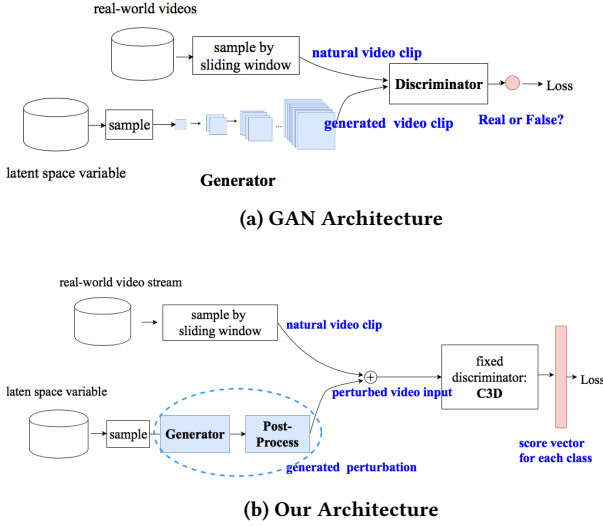 real-world videos
sample by
sliding window
natural video clip
Discriminator
Loss
sample
...
generated video clip
Real or False?
latent space variable
Generator
(a) GAN Architecture
real-world video stream
sample by
sliding window
natural video clip
fixed
discriminator:
C3D
+
Loss
laten space variable
perturbed video input
sample
Generator
Post-
Process
score vector
for each class
generated perturbation
(b) Our Architecture